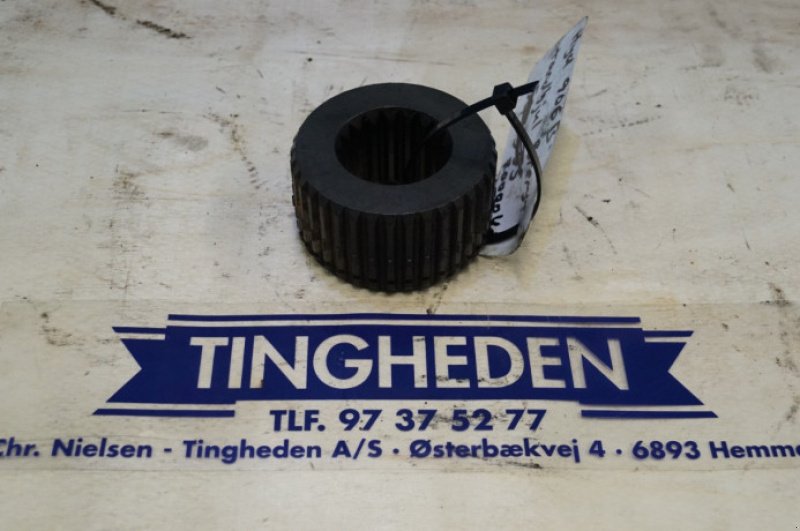 TINGHEDEN
TLF. 97 37 52 77
Chr. Nielsen - Tingheden A/S · Østerbækvej 4 · 6893 Hemme